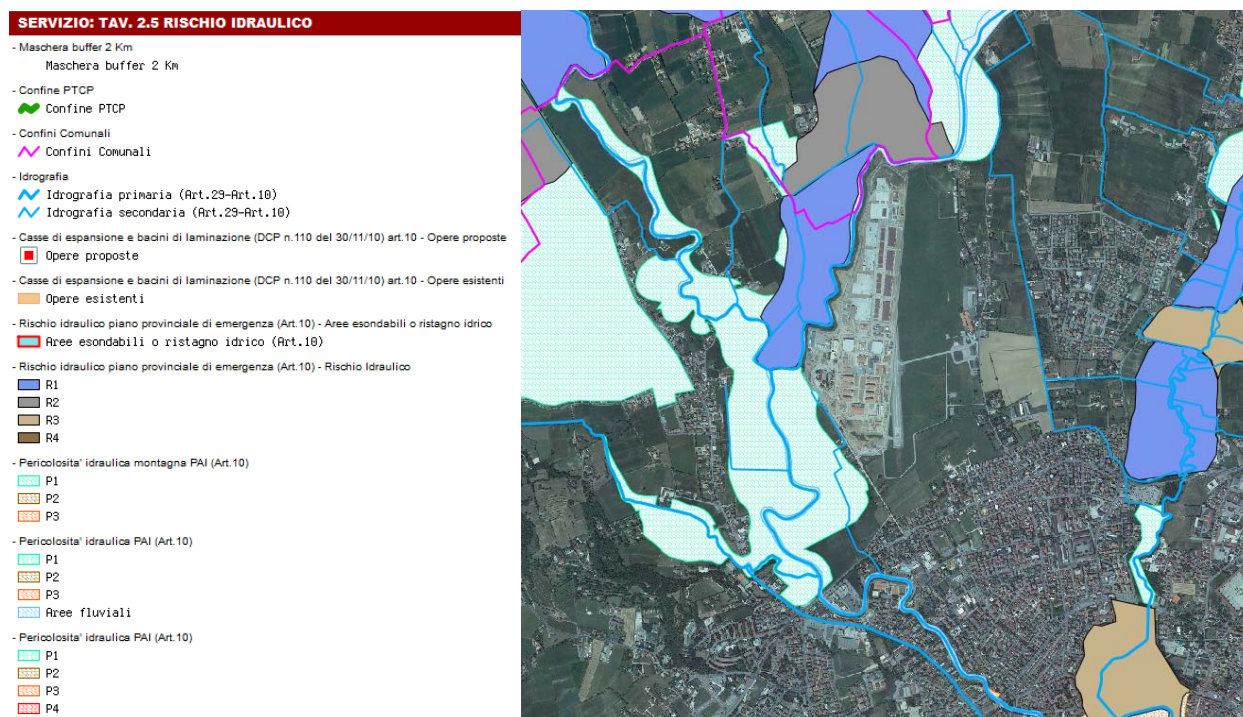 SERVIZIO: TAV. 2.5 RISCHIO IDRAULICO
- Maschera buffer 2 Km
Maschera buffer 2 Km
- Confine PTCP
Confine PTCP
- Confini Comunali
Confini Comunali
- Idrografia
Idrografia primaria (Art.29-Art.10)
Idrografia secondaria (Art.29-Art.10)
- Casse di espansione e bacini di laminazione (DCP n.110 del 30/11/10) art.10 - Opere proposte
Opere proposte
- Casse di espansione e bacini di laminazione (DCP n.110 del 30/11/10) art.10 - Opere esistenti
Opere esistenti
- Rischio idraulico piano provinciale di emergenza (Art.10) - Aree esondabili o ristagno idrico
Aree esondabili o ristagno idrico (Art.10)
- Rischio idraulico piano provinciale di emergenza (Art.10) - Rischio Idraulico
R1
R2
R3
R4
- Pericolosita' idraulica montagna PAI (Art.10)
P1
P2
P3
- Pericolosita' idraulica PAI (Art.10)
P1
P2
P3
Aree fluviali
- Pericolosita' idraulica PAI (Art.10)
P1
P2
P3
P4